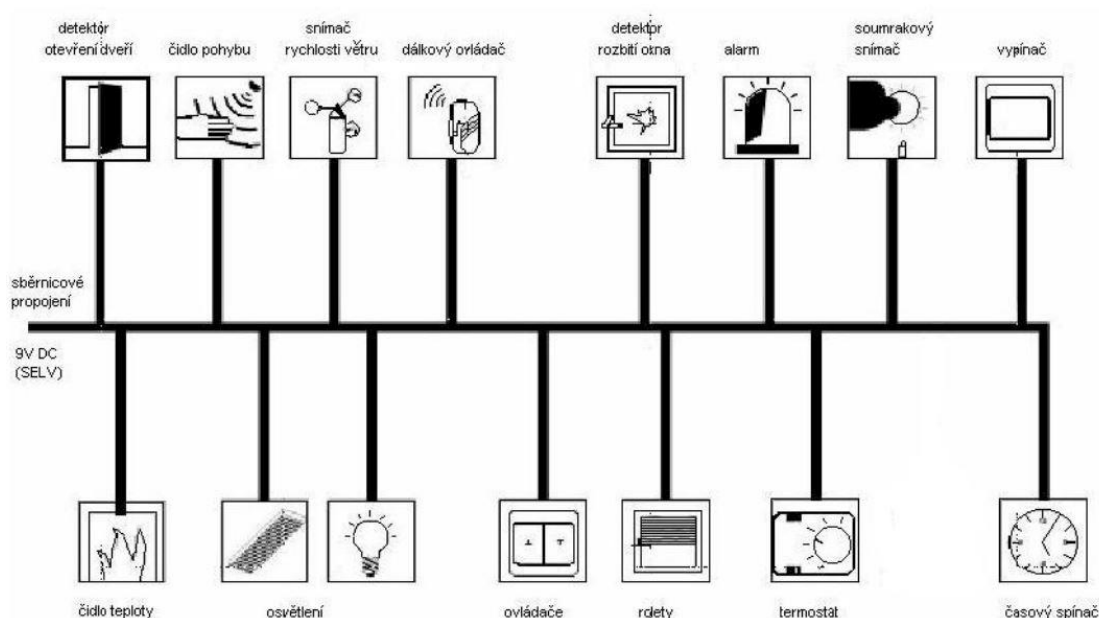 detektor
otevření dveří
čidlo pohybu
snímač
rychlosti větru
dálkový ovládač
detektor
rozbití okna
alarm
soumrakový
snímač
vypínač
sběrnicové
propojení
9V DC
(SELV)
čidlo teploty
osvětlení
ovládače
rolety
termostat
časový spínač